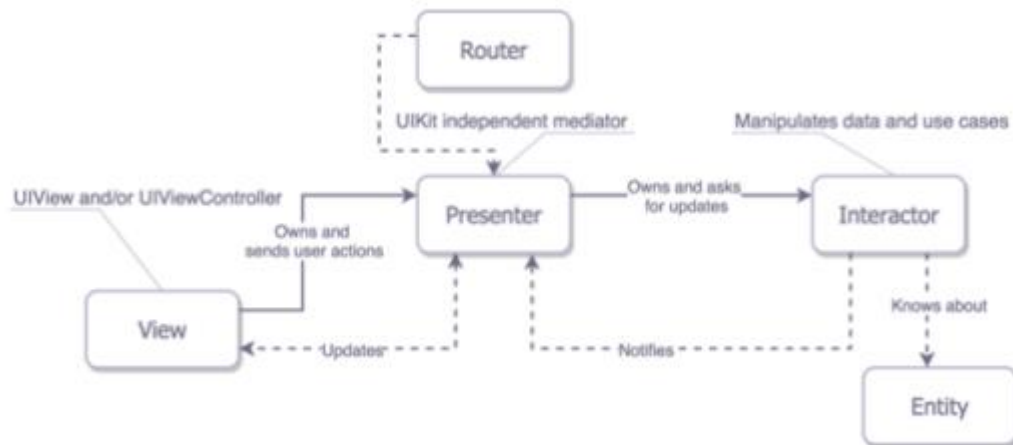 Router
UIKit independent mediator
Manipulates data and use cases
UIView and/or UIViewController
Presenter
Owns and asks
for updates
Interactor
Owns and
sends user actions
View
Updates
Notifies
Knows about
Entity